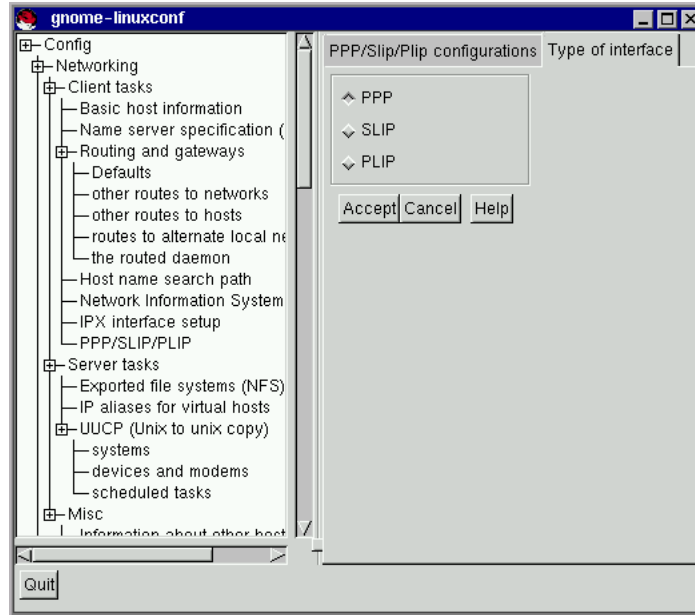 gnome-linuxconf
Config
Networking
Client tasks
Basic host information
Name server specification (
Routing and gateways
Defaults
other routes to networks
other routes to hosts
routes to alternate local ne
the routed daemon
Host name search path
Network Information System
IPX interface setup
PPP/SLIP/PLIP
Server tasks
Exported file systems (NFS)
IP aliases for virtual hosts
UUCP (Unix to unix copy)
systems
devices and modems
scheduled tasks
Misc
Information about other host
PPP/Slip/Plip configurations Type of interface
PPP
SLIP
PLIP
Accept Cancel Help
Quit